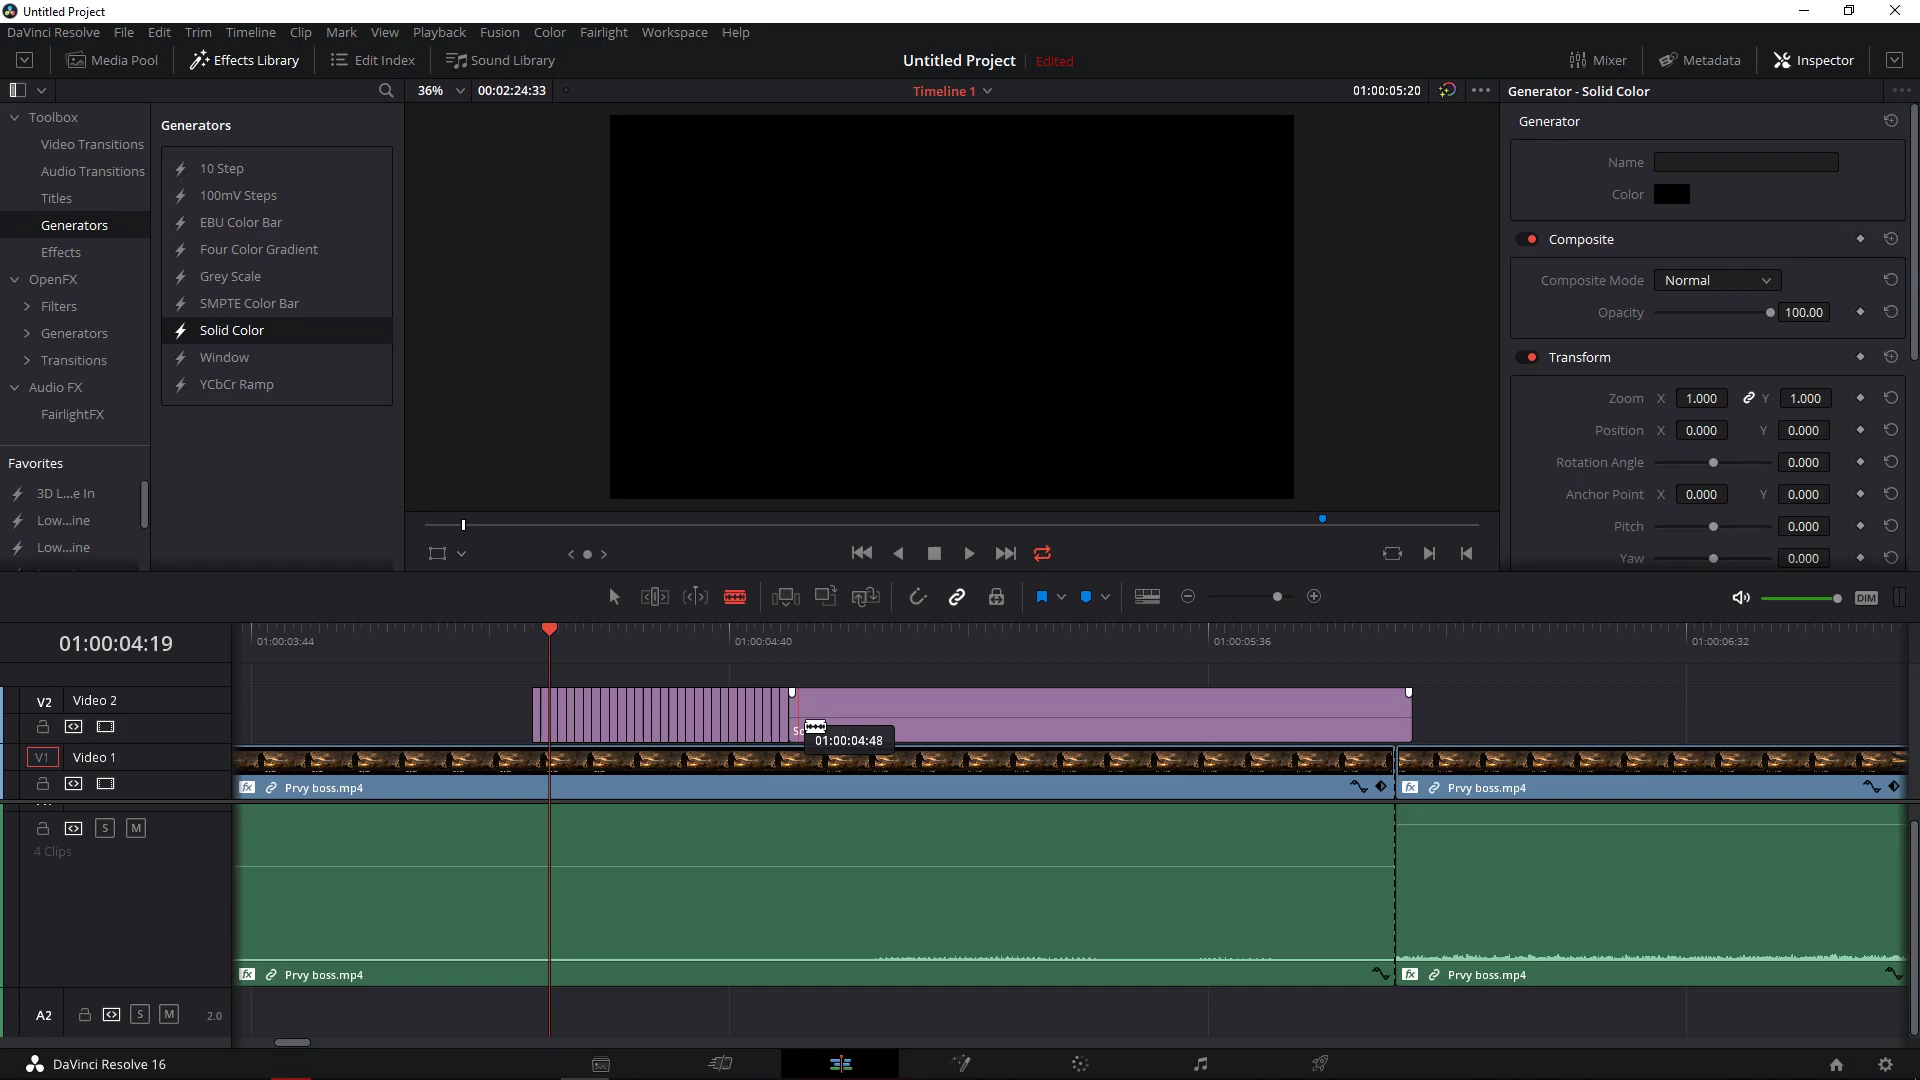 Untitled Project
DaVinci Resolve File Edit Trim Timeline Clip Mark View Playback Fusion Color Fairlight Workspace Help
Media Pool Effects Library Edit Index Sound Library Untitled Project Edited Mixer Metadata Inspector
36% 00:02:24:33 Timeline 1 01:00:05:20 Generator - Solid Color
Toolbox
Video Transitions
Audio Transitions
Titles
Generators
Effects
OpenFX
Filters
Generators
Transitions
Audio FX
FairlightFX
Favorites
3D L...e In
Low...ine
Low...ine
Generators
10 Step
100mV Steps
EBU Color Bar
Four Color Gradient
Grey Scale
SMPTE Color Bar
Solid Color
Window
YCbCr Ramp
Generator
Name
Color
Composite
Composite Mode Normal
Opacity 100.00
Transform
Zoom X 1.000 Y 1.000
Position X 0.000 Y 0.000
Rotation Angle 0.000
Anchor Point X 0.000 Y 0.000
Pitch 0.000
Yaw 0.000
DIM
01:00:04:19 01:00:03:44 01:00:04:40 01:00:05:36 01:00:06:32
V2 Video 2
01:00:04:48
V1 Video 1
fx Prvy boss.mp4 fx Prvy boss.mp4
S M
4 Clips
fx Prvy boss.mp4 fx Prvy boss.mp4
A2 S M 2.0
DaVinci Resolve 16